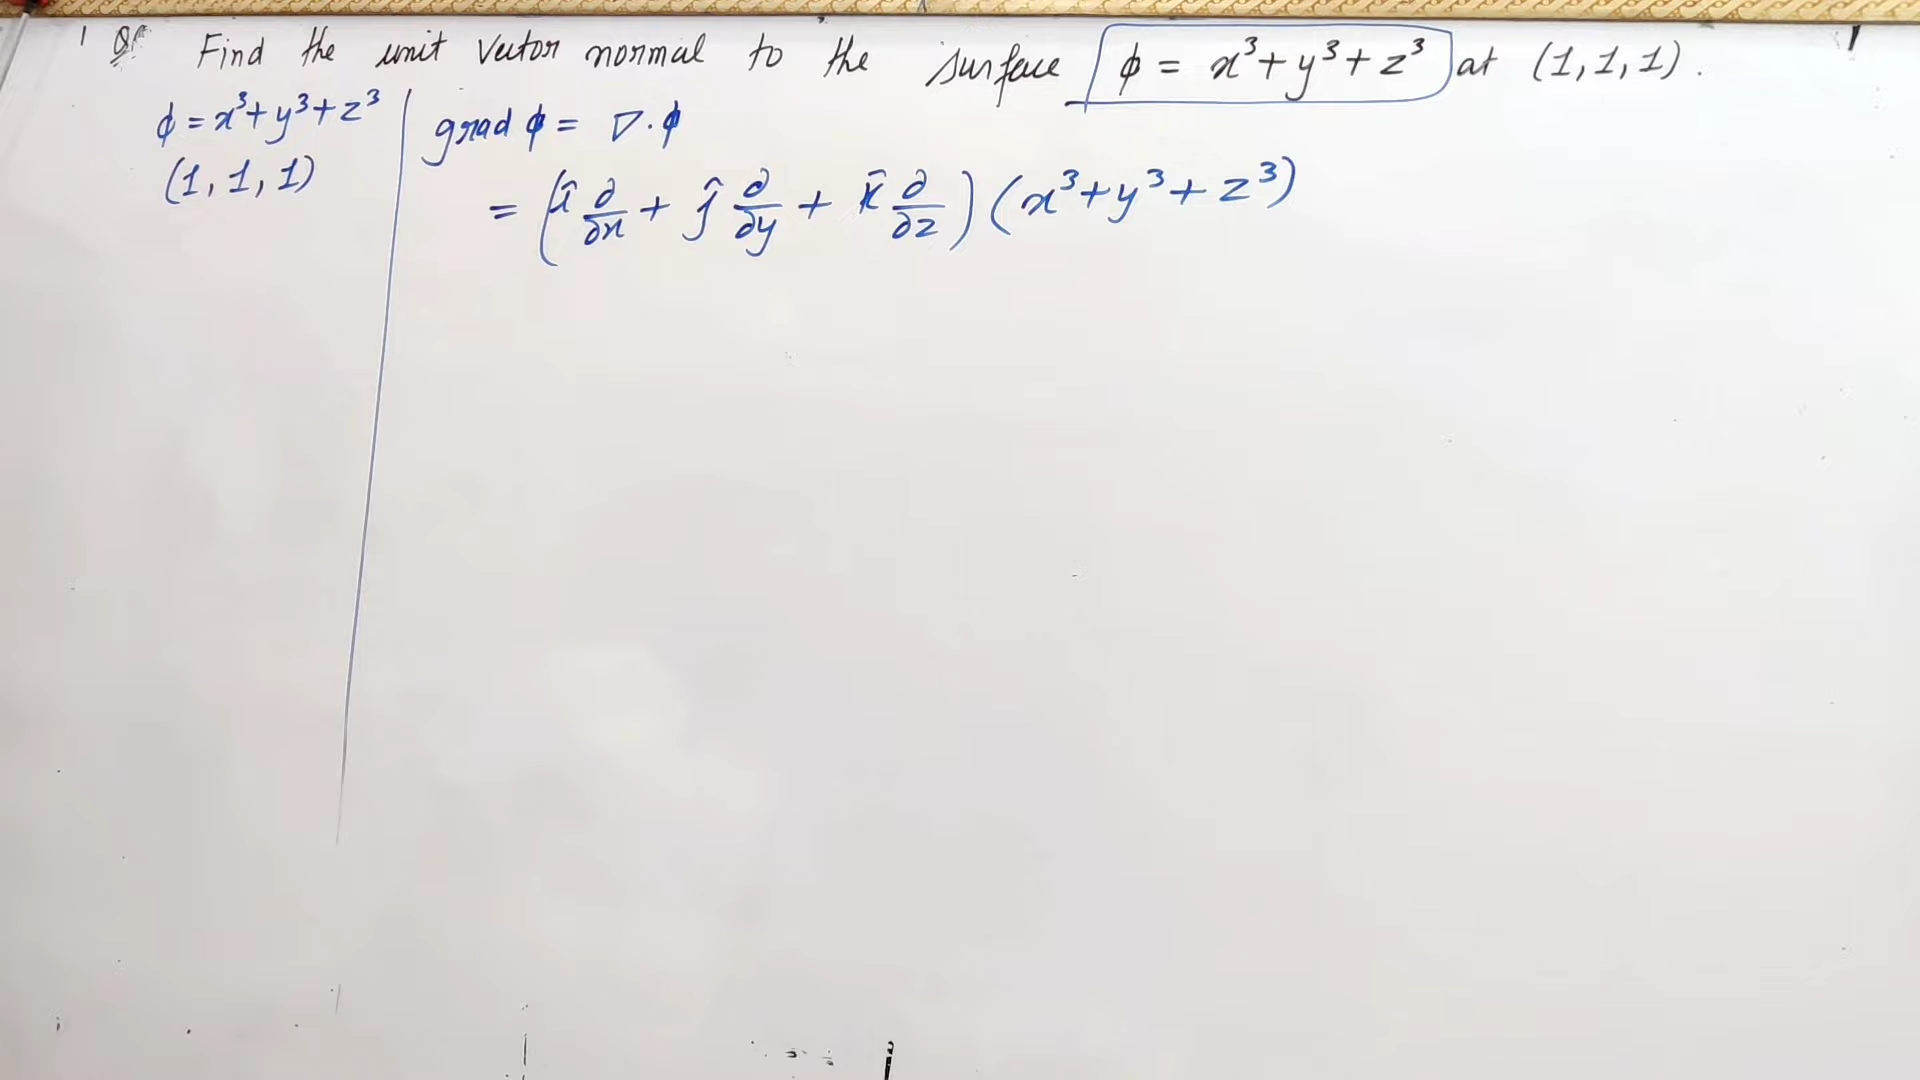 Q. Find the unit vector normal to the surface ϕ = x³ + y³ + z³ at (1, 1, 1).
ϕ = x³ + y³ + z³
(1, 1, 1)
grad ϕ = ∇ · ϕ
= (î ∂/∂x + ĵ ∂/∂y + k̄ ∂/∂z) (x³ + y³ + z³)